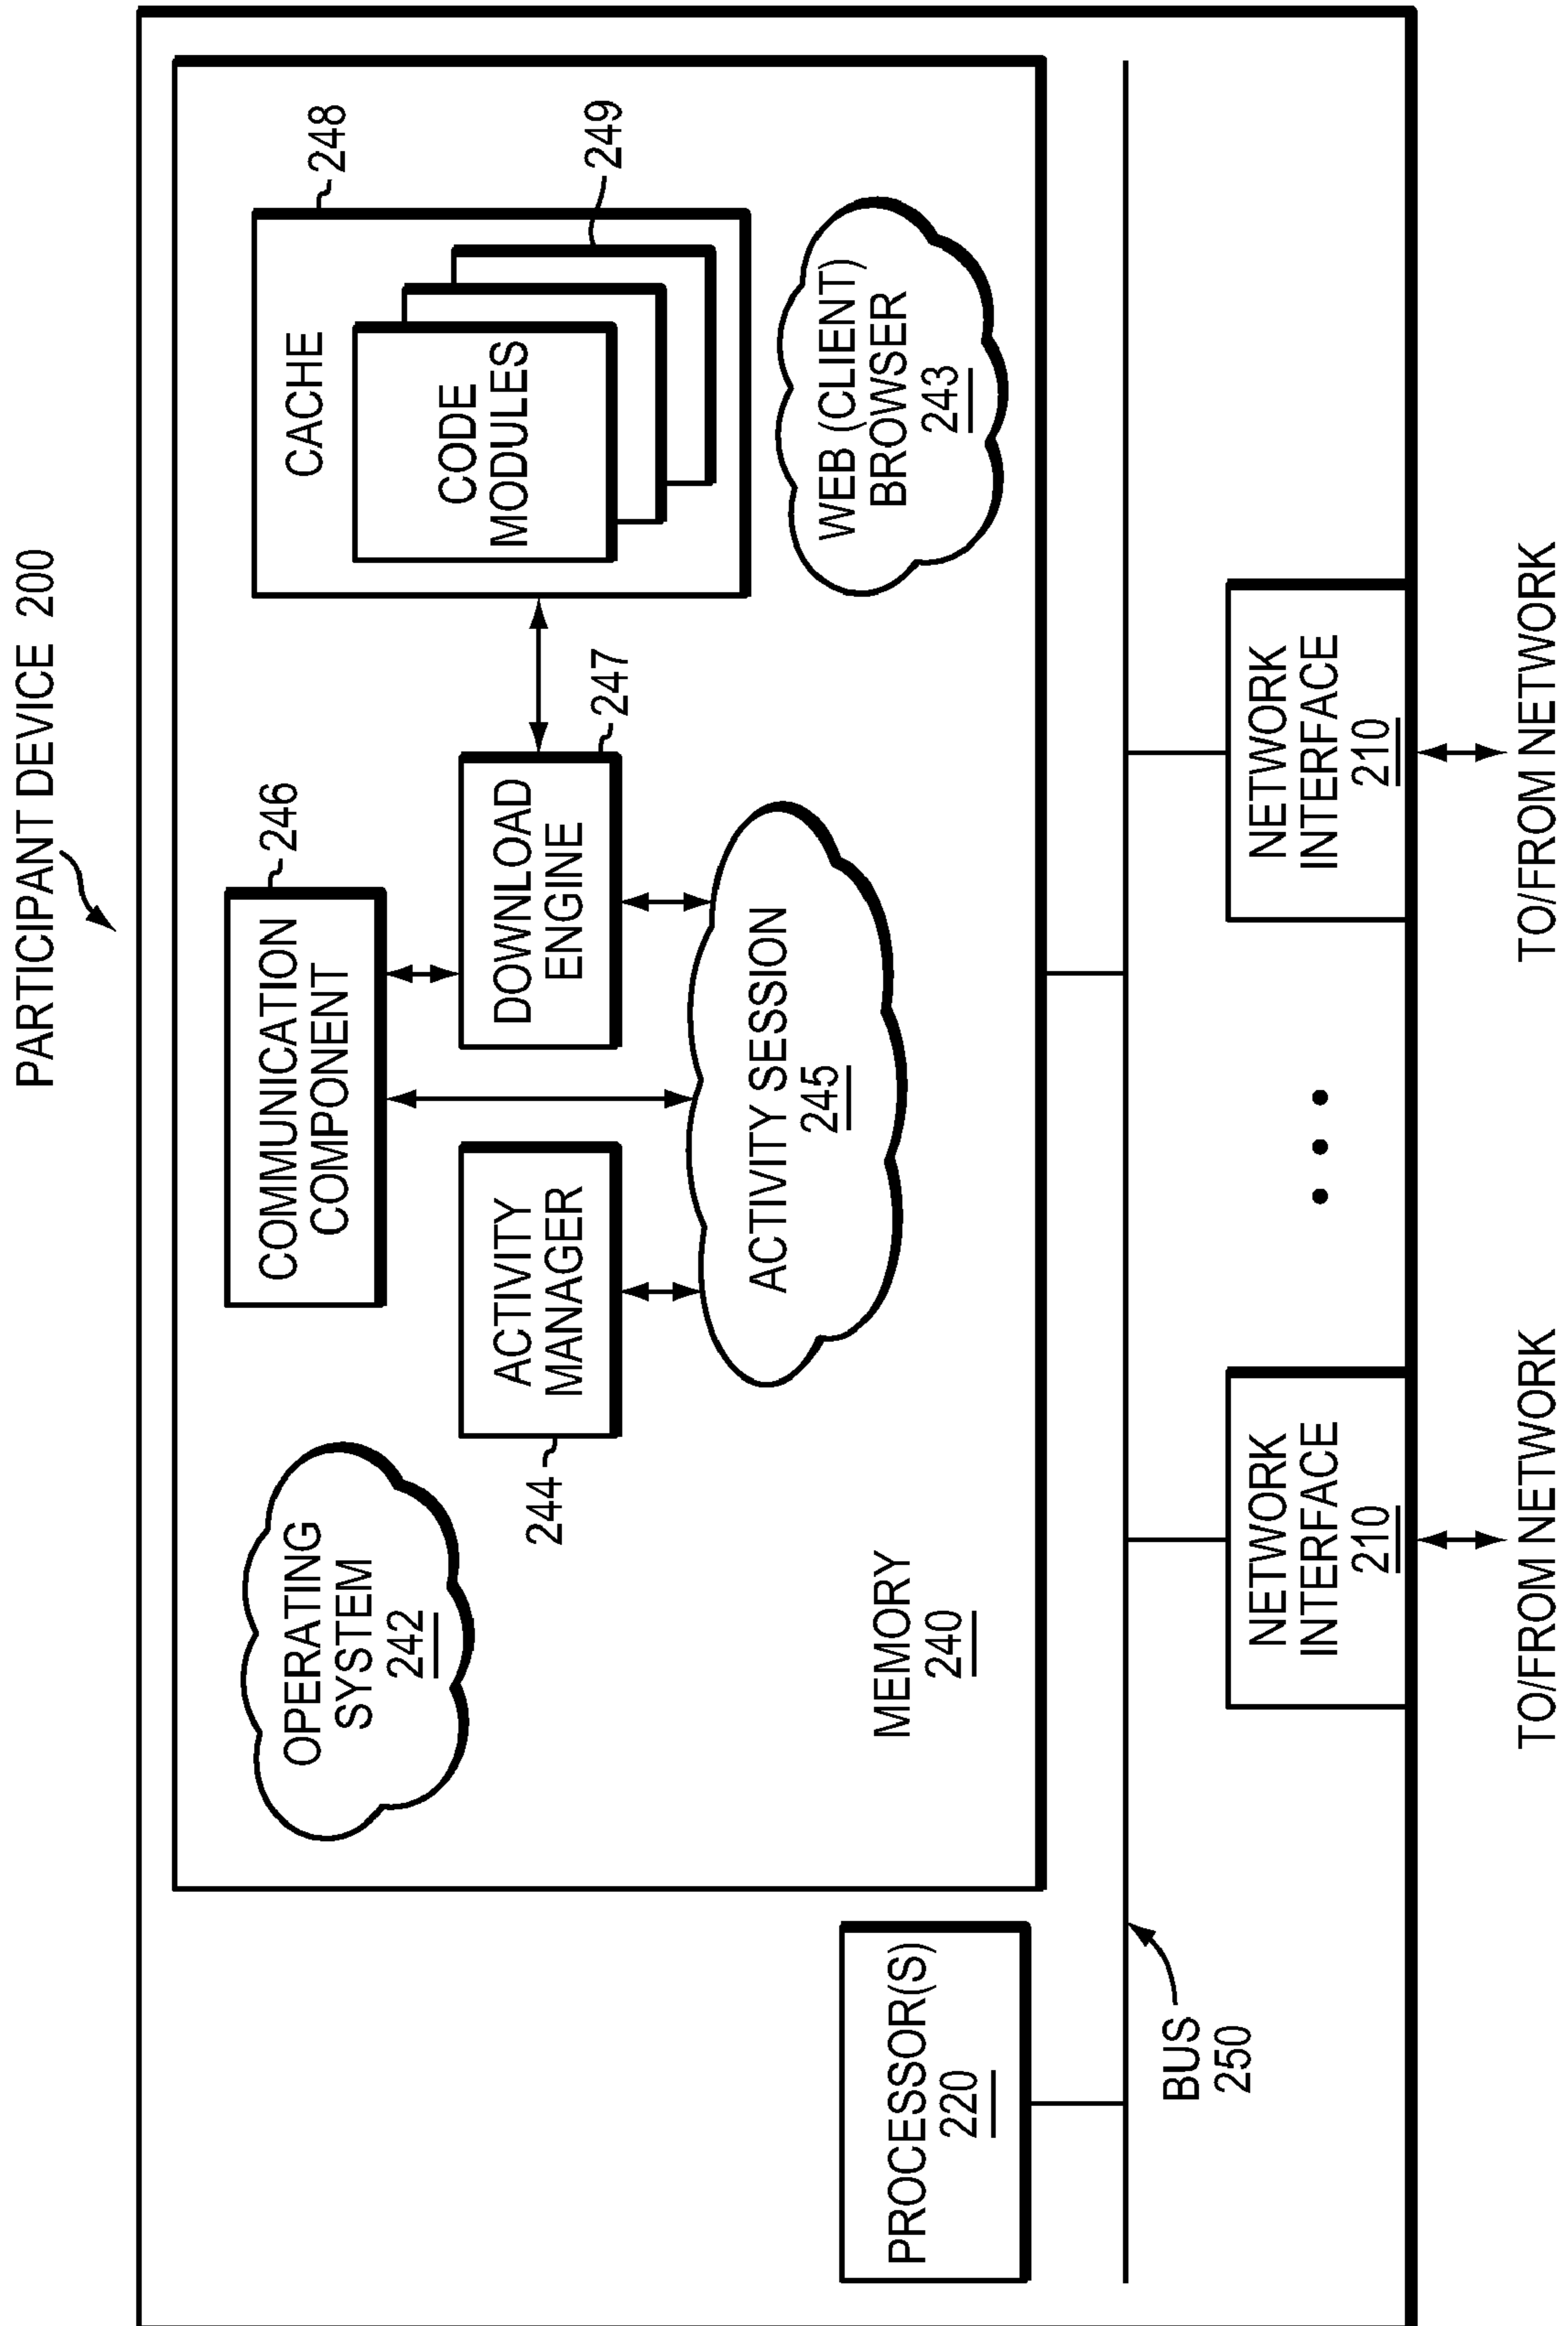 PARTICIPANT DEVICE 200
OPERATING
SYSTEM
242
COMMUNICATION
COMPONENT
246
CACHE
248
CODE
MODULES
249
244
ACTIVITY
MANAGER
DOWNLOAD
ENGINE
247
ACTIVITY SESSION
245
WEB (CLIENT)
BROWSER
243
MEMORY
240
PROCESSOR(S)
220
BUS
250
NETWORK
INTERFACE
210
NETWORK
INTERFACE
210
TO/FROM NETWORK
TO/FROM NETWORK